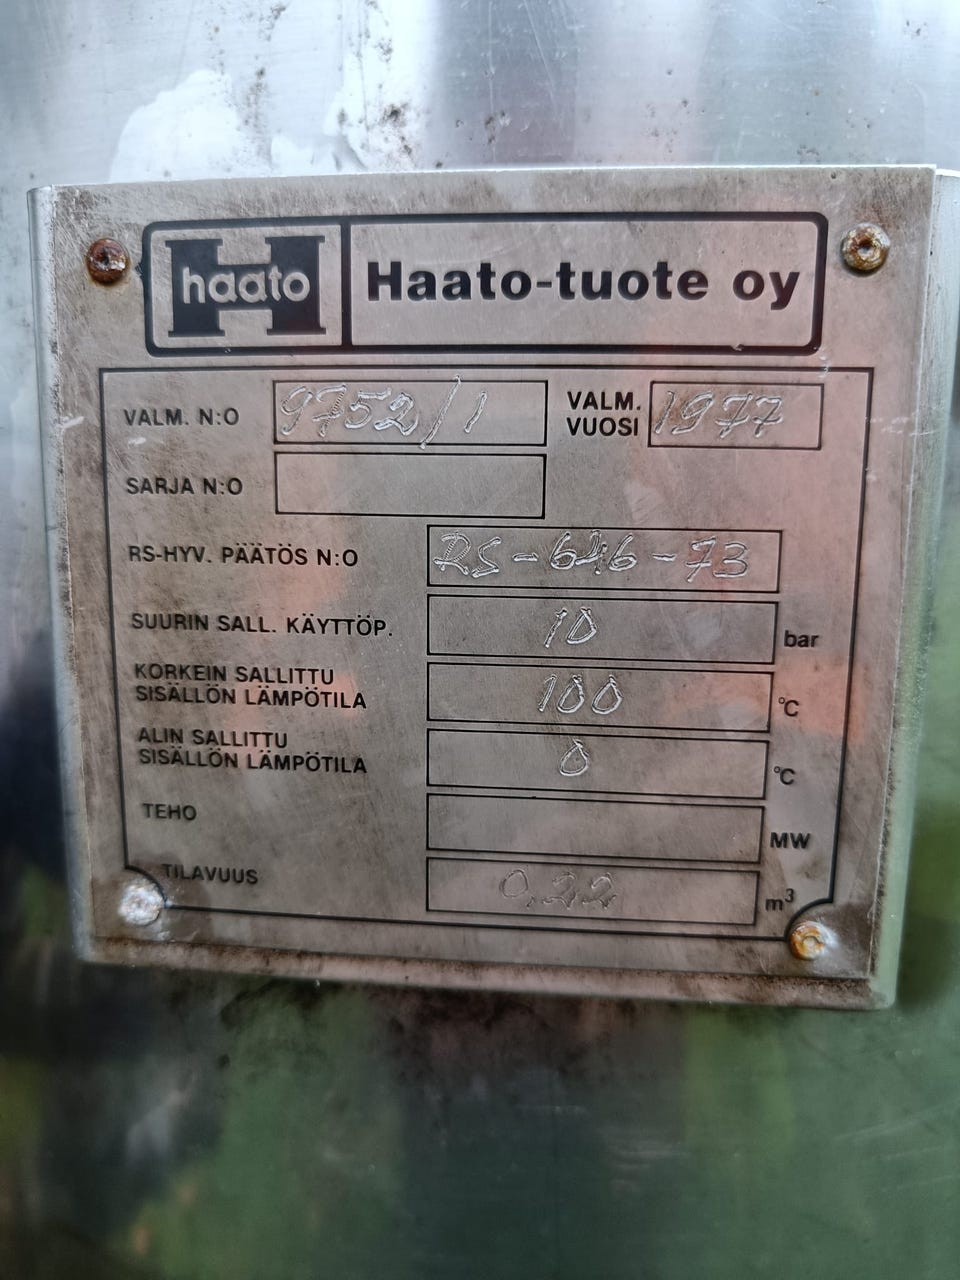 haato Haato-tuote oy
VALM. N:O 9752/1 VALM. VUOSI 1977
SARJA N:O
RS-HYV. PÄÄTÖS N:O RS-646-73
SUURIN SALL. KÄYTTÖP. 10 bar
KORKEIN SALLITTU
SISÄLLÖN LÄMPÖTILA 100 °C
ALIN SALLITTU
SISÄLLÖN LÄMPÖTILA 0 °C
TEHO MW
TILAVUUS 0,22 m³